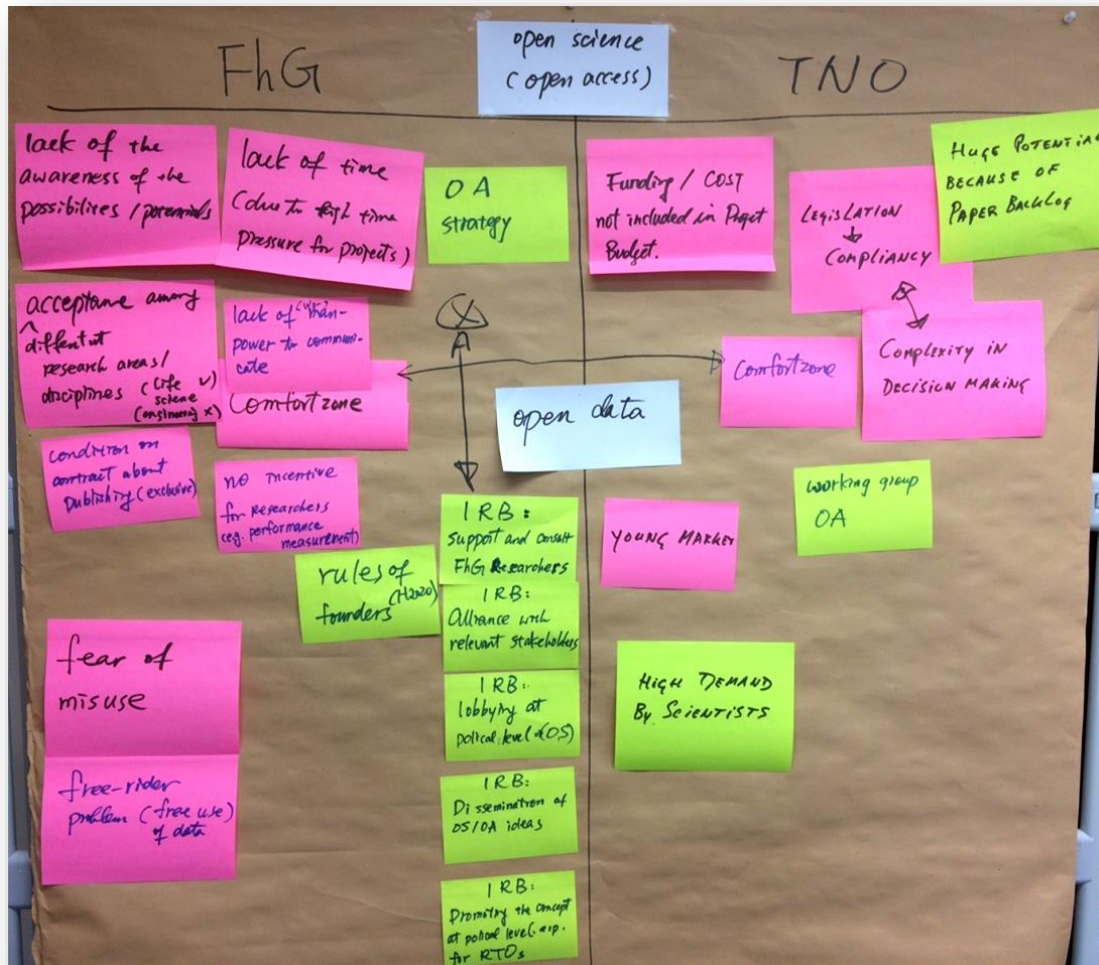 FhG
open science
(open access)
TNO
lack of the
awareness of the
possibilities / potentials
lack of time
(due to high time
pressure for projects)
OA
strategy
acceptance among
different
research areas/
disciplines (life
science v)
(engineering x)
lack of (wo)man-
power to communi-
cate
Comfortzone
condition on
contract about
publishing (exclusive)
no incentive
for researchers
(eg. performance
measurement)
rules of
founders (H2020)
fear of
misuse
free-rider
problem (free use)
of data
open data
IRB:
Support and consult
FhG Researchers
IRB:
Alliance with
relevant stakeholders
IRB:
lobbying at
polical level (OS)
IRB:
Dissemination of
OS/OA ideas
IRB:
Promoting the concept
at polical level. esp.
for RTOs
Funding / COST
not included in Project
Budget.
LEGISLATION
COMPLIANCY
HUGE POTENTIAL
BECAUSE OF
PAPER BACKLOG
Comfortzone
COMPLEXITY IN
DECISION MAKING
YOUNG MARKET
working group
OA
HIGH DEMAND
BY SCIENTISTS